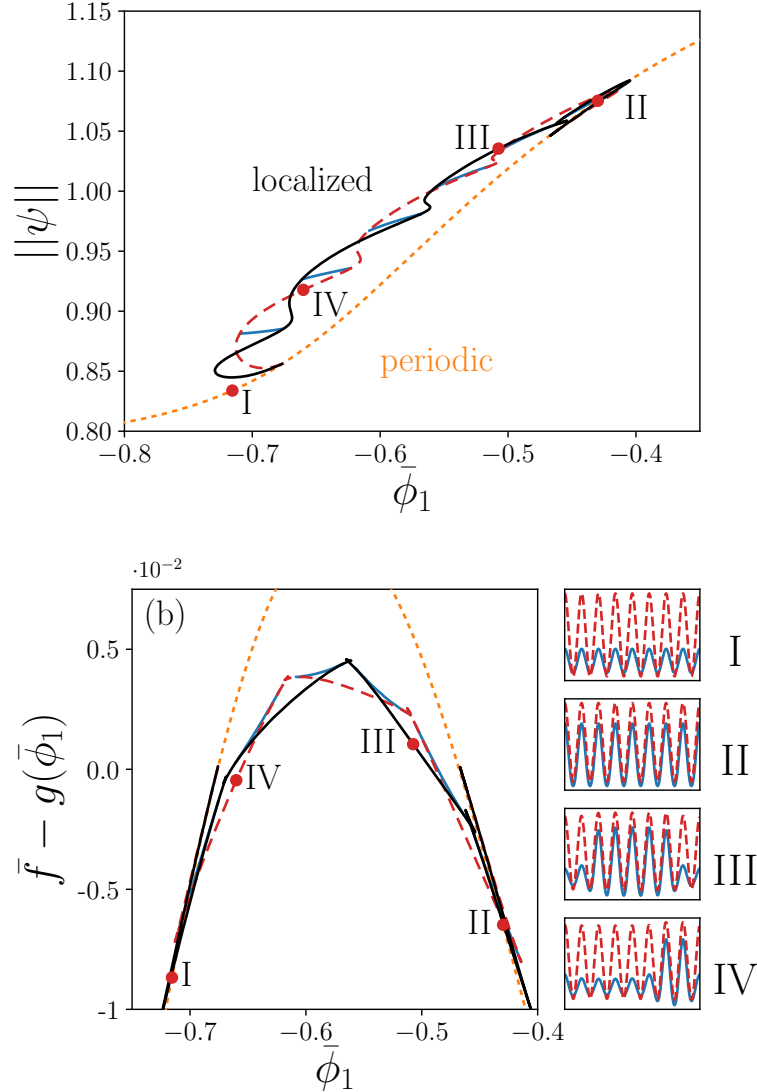 1.15
1.10
1.05
1.00
0.95
0.90
0.85
0.80
||ψ||
localized
periodic
I
II
III
IV
−0.8
−0.7
−0.6
−0.5
−0.4
ϕ̄₁
·10⁻²
(b)
0.5
0.0
-0.5
-1
f̄ − g(ϕ̄₁)
I
II
III
IV
−0.7
−0.6
−0.5
−0.4
ϕ̄₁
I
II
III
IV